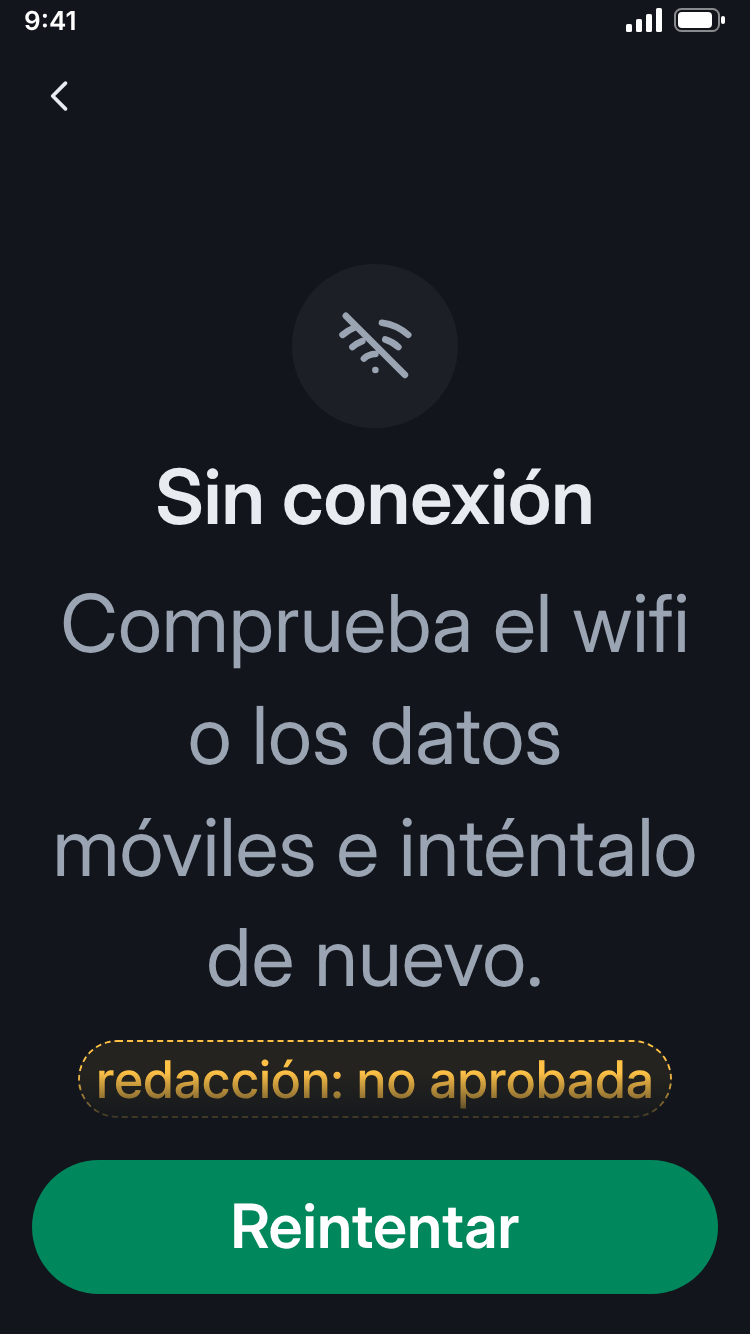 9:41
Sin conexión
Comprueba el wifi
o los datos
móviles e inténtalo
de nuevo.
redacción: no aprobada
Reintentar